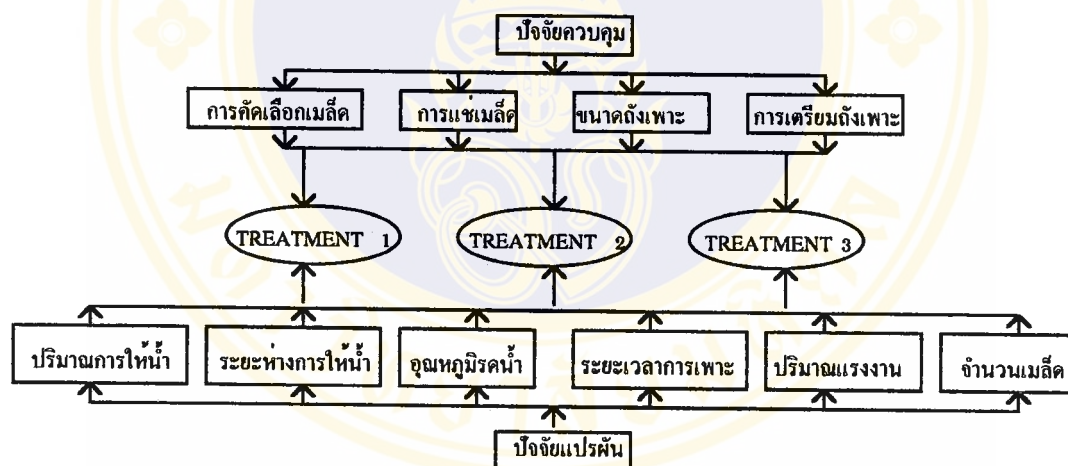 ปัจจัยควบคุม
การคัดเลือกเมล็ด การแช่เมล็ด ขนาดถังเพาะ การเตรียมถังเพาะ
TREATMENT 1 TREATMENT 2 TREATMENT 3
ปริมาณการให้น้ำ ระยะห่างการให้น้ำ อุณหภูมิรดน้ำ ระยะเวลาการเพาะ ปริมาณแรงงาน จำนวนเมล็ด
ปัจจัยแปรผัน